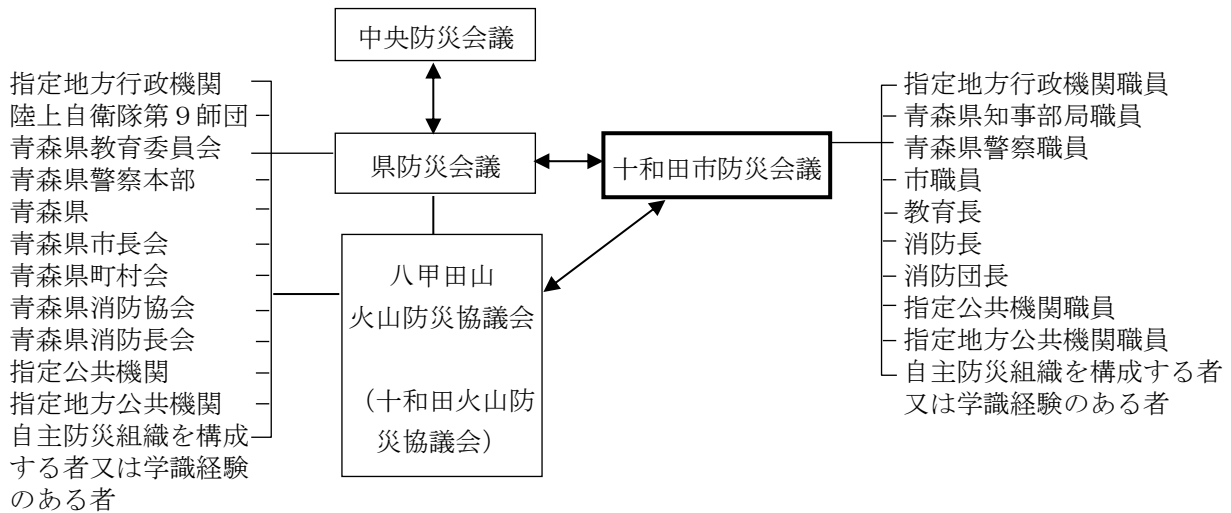 中央防災会議
指定地方行政機関
陸上自衛隊第９師団
青森県教育委員会
青森県警察本部
青森県
青森県市長会
青森県町村会
青森県消防協会
青森県消防長会
指定公共機関
指定地方公共機関
自主防災組織を構成
する者又は学識経験
のある者
県防災会議
八甲田山
火山防災協議会
（十和田火山防
災協議会）
十和田市防災会議
指定地方行政機関職員
青森県知事部局職員
青森県警察職員
市職員
教育長
消防長
消防団長
指定公共機関職員
指定地方公共機関職員
自主防災組織を構成する者
又は学識経験のある者